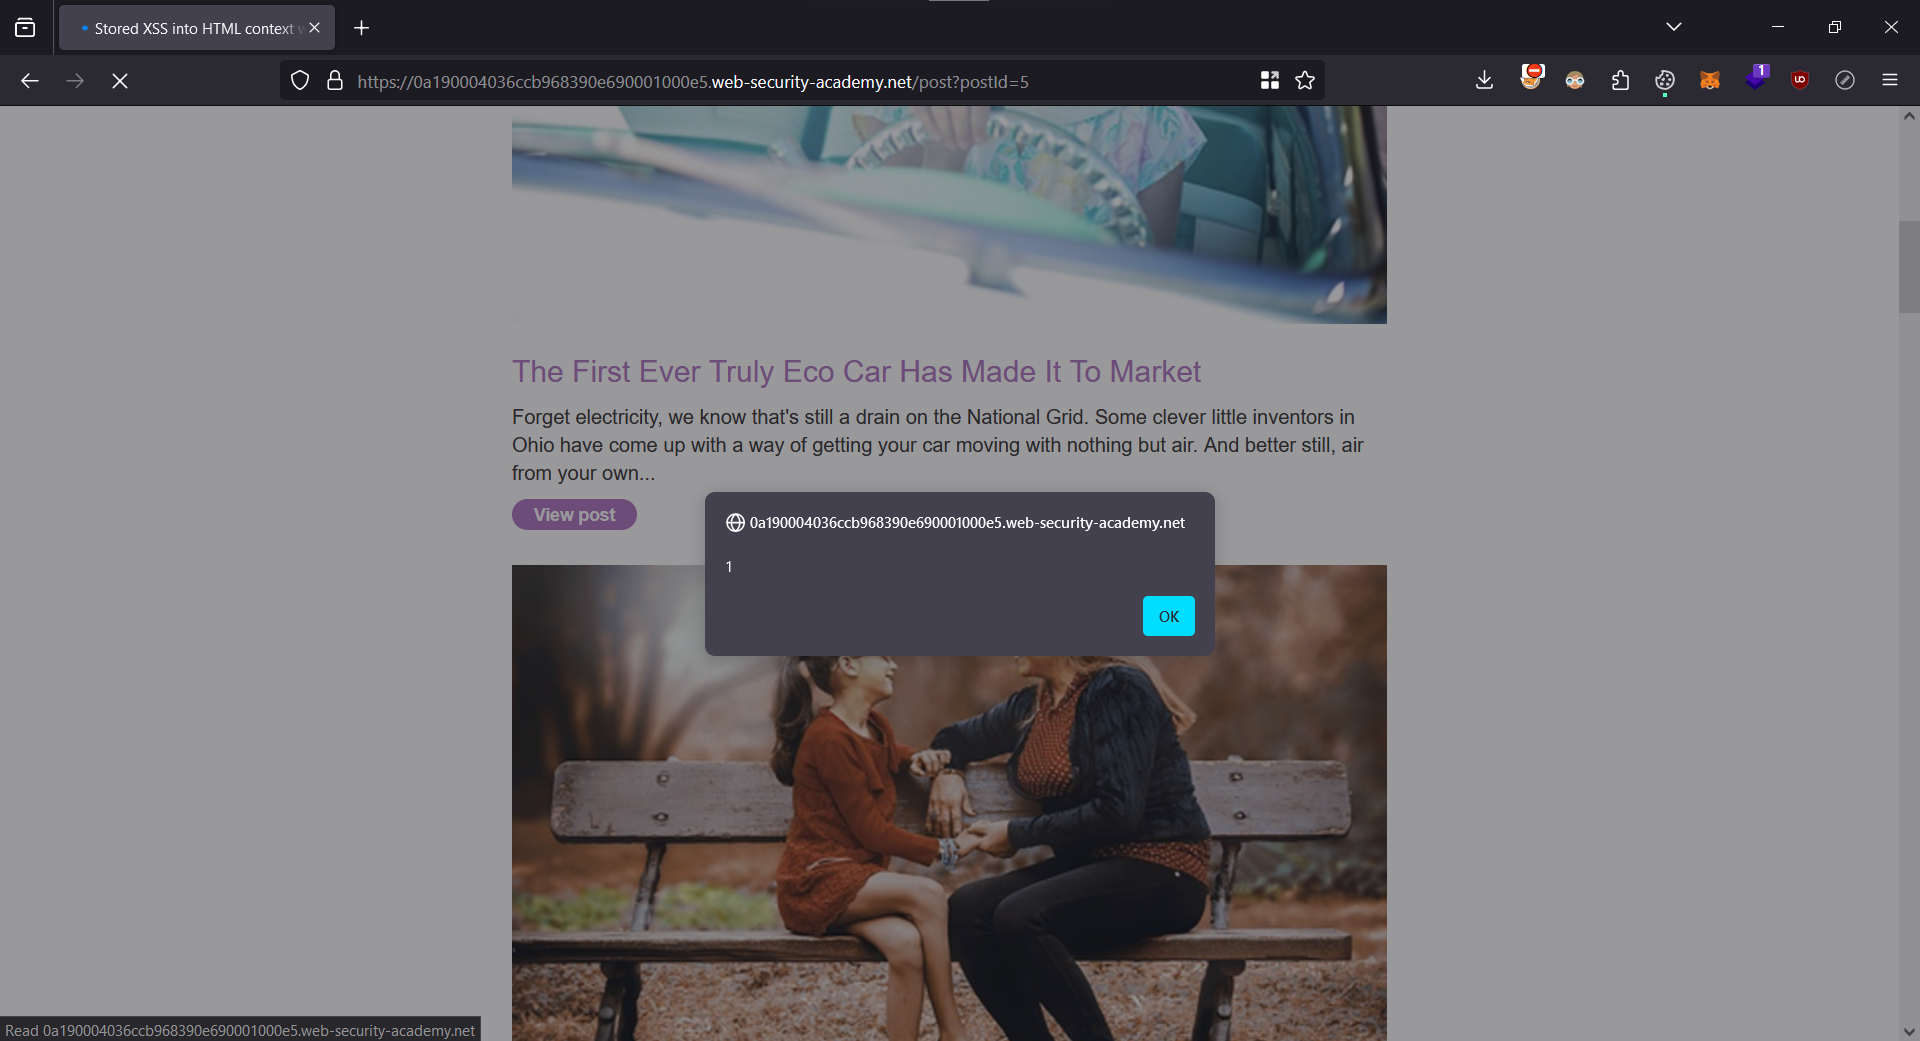 Stored XSS into HTML context w
https://0a190004036ccb968390e690001000e5.web-security-academy.net/post?postId=5
1
The First Ever Truly Eco Car Has Made It To Market
Forget electricity, we know that's still a drain on the National Grid. Some clever little inventors in
Ohio have come up with a way of getting your car moving with nothing but air. And better still, air
from your own...
View post
0a190004036ccb968390e690001000e5.web-security-academy.net
1
OK
Read 0a190004036ccb968390e690001000e5.web-security-academy.net